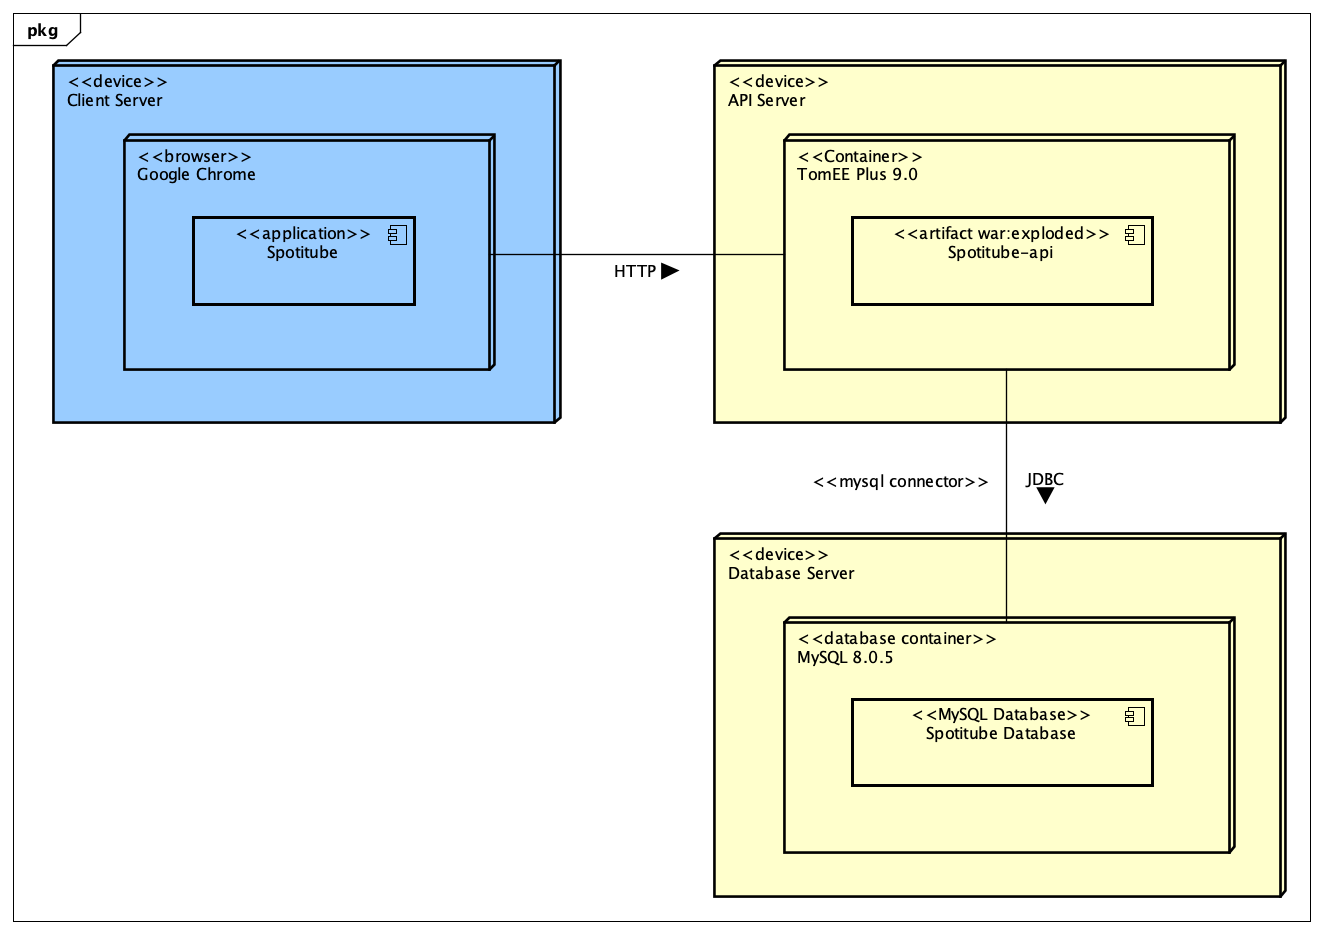 pkg
<<device>>
Client Server
<<browser>>
Google Chrome
<<application>>
Spotitube
HTTP
<<device>>
API Server
<<Container>>
TomEE Plus 9.0
<<artifact war:exploded>>
Spotitube-api
<<mysql connector>>
JDBC
<<device>>
Database Server
<<database container>>
MySQL 8.0.5
<<MySQL Database>>
Spotitube Database